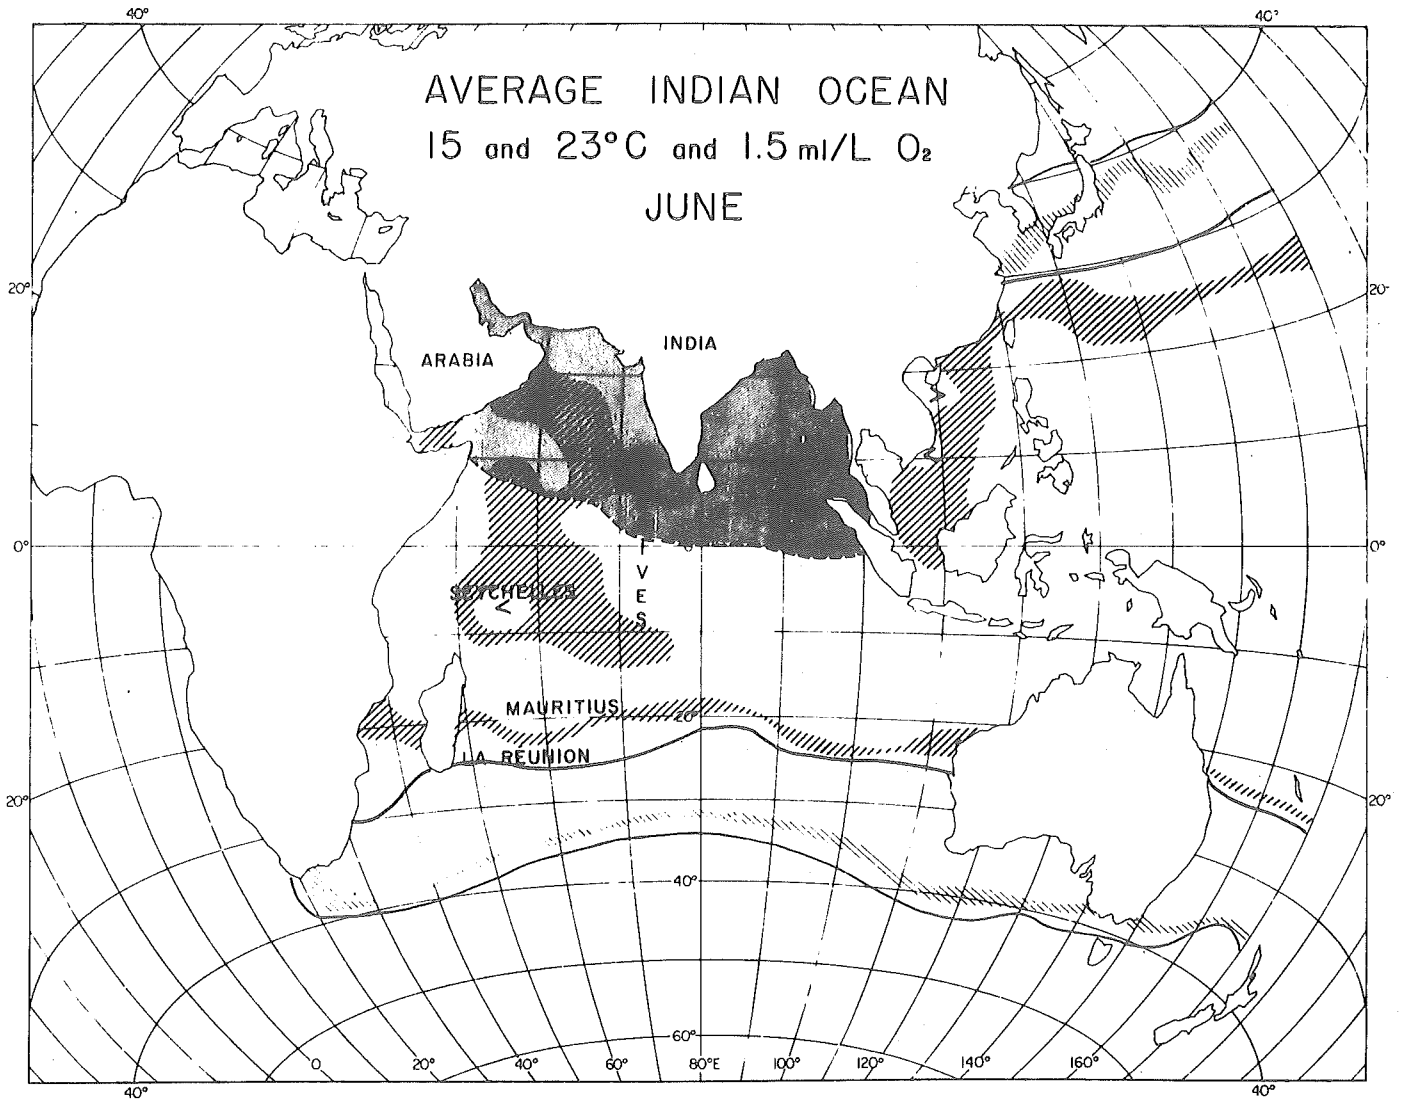 40° 40°
AVERAGE INDIAN OCEAN
15 and 23°C and 1.5 ml/L O₂
JUNE
20° 20°
INDIA
ARABIA
0° 0° 0°
IVES
SEYCHELLES
MAURITIUS
20°
LA REUNION
20° 20°
40°
60°
0 20° 40° 60° 80°E 100° 120° 140° 160°
40° 40°